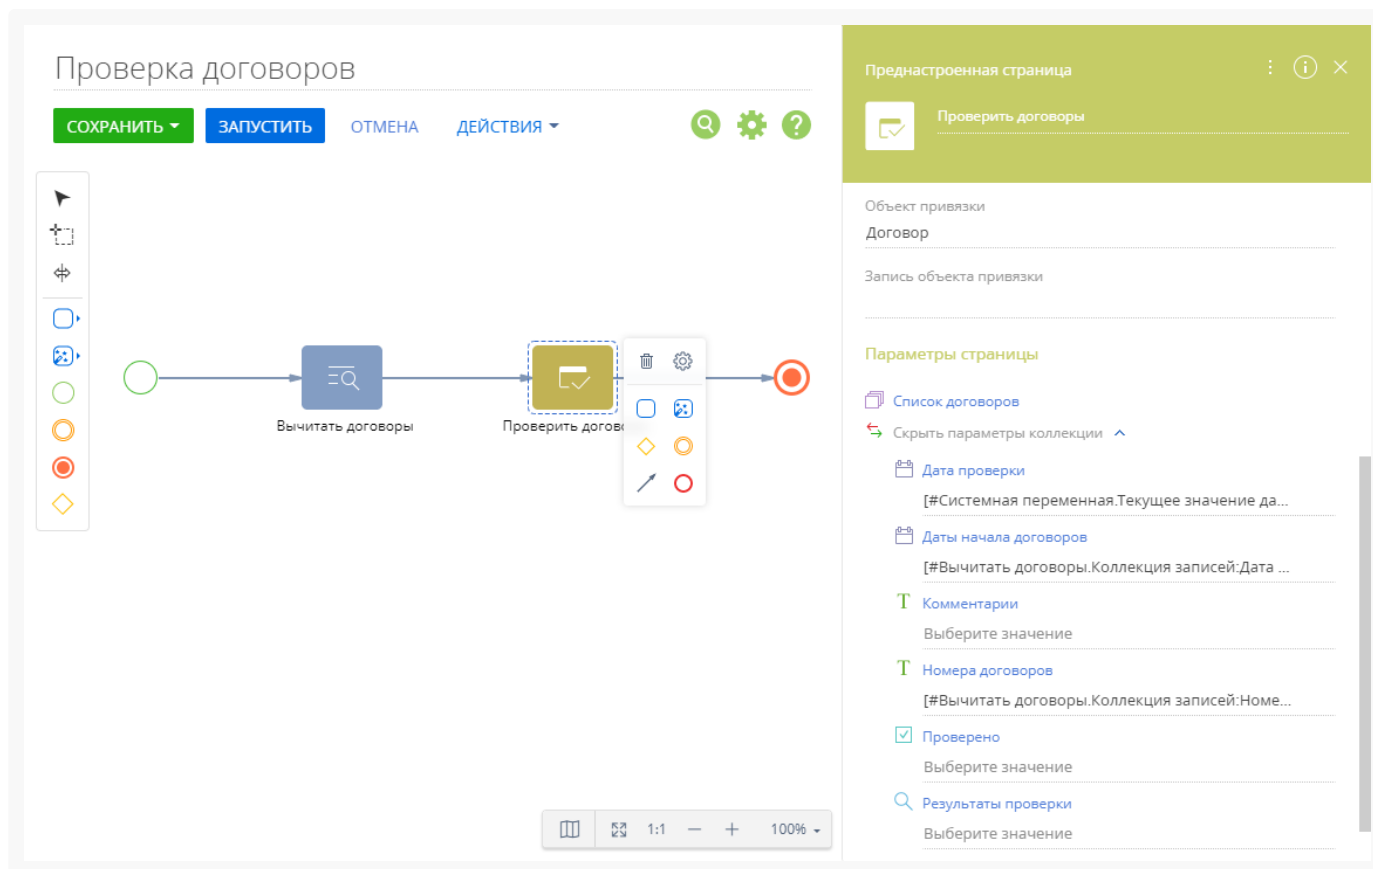 Проверка договоров
СОХРАНИТЬ
ЗАПУСТИТЬ
ОТМЕНА
ДЕЙСТВИЯ
Вычитать договоры
Проверить догово
1:1
100%
Преднастроенная страница
Проверить договоры
Объект привязки
Договор
Запись объекта привязки
Параметры страницы
Список договоров
Скрыть параметры коллекции
Дата проверки
[#Системная переменная.Текущее значение да...
Даты начала договоров
[#Вычитать договоры.Коллекция записей:Дата ...
Комментарии
Выберите значение
Номера договоров
[#Вычитать договоры.Коллекция записей:Номе...
Проверено
Выберите значение
Результаты проверки
Выберите значение